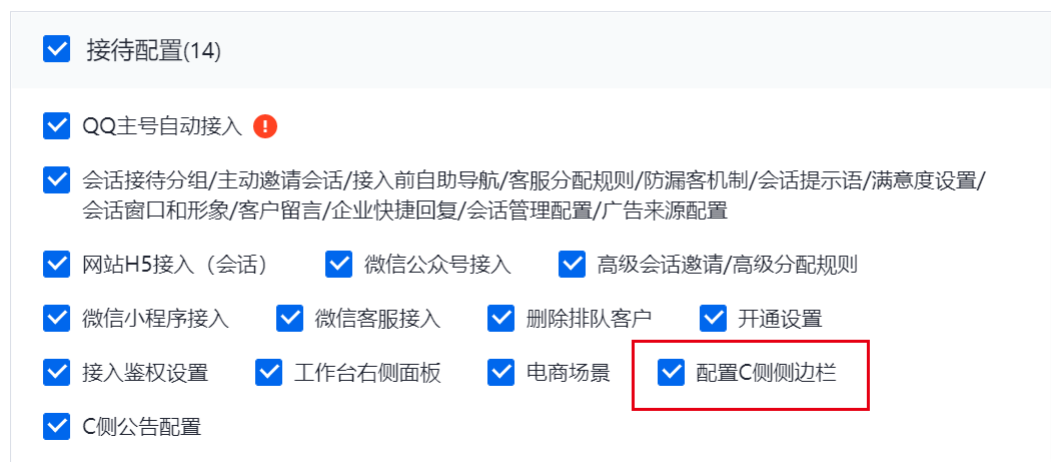 接待配置(14)
QQ主号自动接入
会话接待分组/主动邀请会话/接入前自助导航/客服分配规则/防漏客机制/会话提示语/满意度设置/
会话窗口和形象/客户留言/企业快捷回复/会话管理配置/广告来源配置
网站H5接入（会话） 微信公众号接入 高级会话邀请/高级分配规则
微信小程序接入 微信客服接入 删除排队客户 开通设置
接入鉴权设置 工作台右侧面板 电商场景 配置C侧侧边栏
C侧公告配置